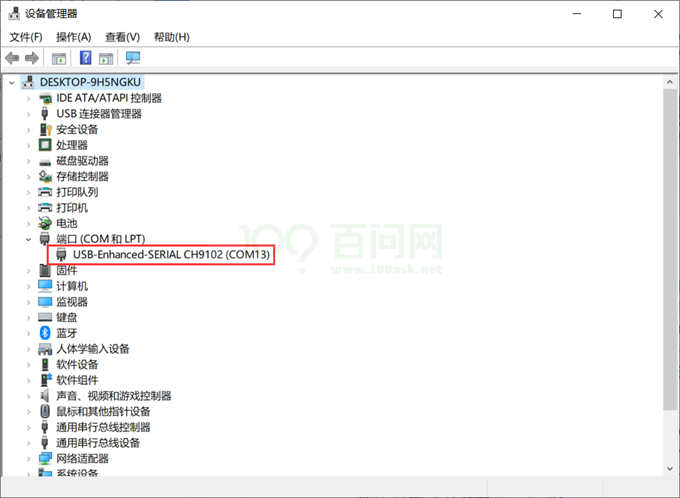 设备管理器
文件(F) 操作(A) 查看(V) 帮助(H)
DESKTOP-9H5NGKU
IDE ATA/ATAPI 控制器
USB 连接器管理器
安全设备
处理器
磁盘驱动器
存储控制器
打印队列
打印机
电池
端口 (COM 和 LPT)
USB-Enhanced-SERIAL CH9102 (COM13)
百问网
www.100ask.net
固件
计算机
监视器
键盘
蓝牙
人体学输入设备
软件设备
软件组件
声音、视频和游戏控制器
鼠标和其他指针设备
通用串行总线控制器
通用串行总线设备
网络适配器
系统设备